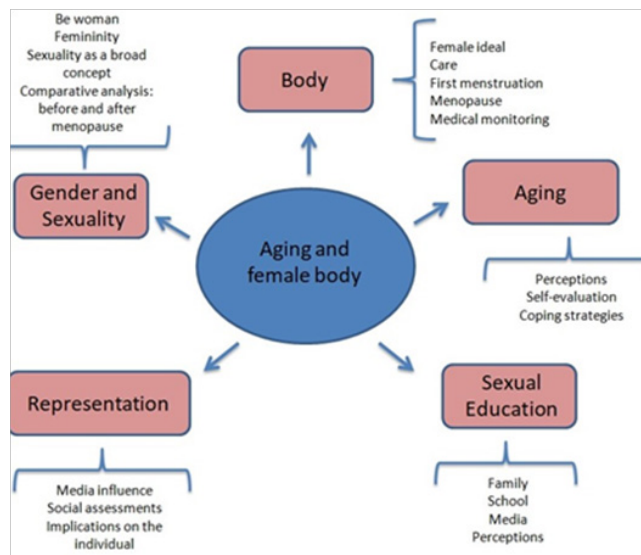 Be woman
Femininity
Sexuality as a broad
concept
Comparative analysis:
before and after
menopause
Gender and
Sexuality
Body
Female ideal
Care
First menstruation
Menopause
Medical monitoring
Aging
Perceptions
Self-evaluation
Coping strategies
Aging and
female body
Representation
Media influence
Social assessments
Implications on the
individual
Sexual
Education
Family
School
Media
Perceptions